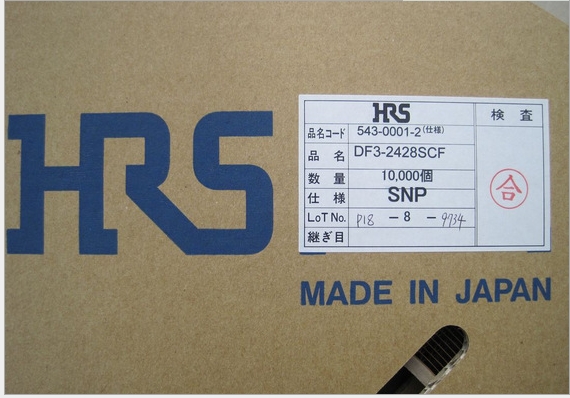 HRS
HRS
検査
品名コード 543-0001-2(仕様)
品名 DF3-2428SCF
数量 10,000個
合
仕様 SNP
LoT No. P18 - 8 - 9734
継ぎ目
MADE IN JAPAN